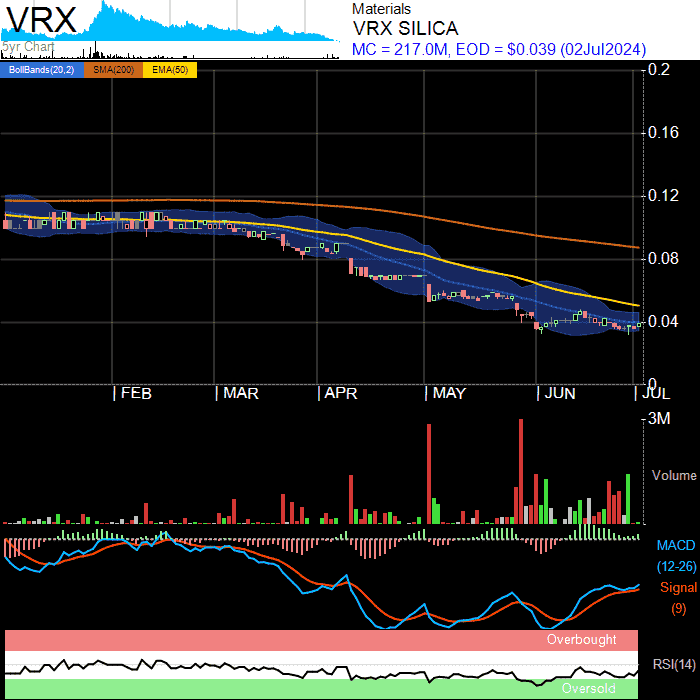 VRX
5yr Chart
Materials
VRX SILICA
MC = 217.0M, EOD = $0.039 (02Jul2024)
BollBands(20,2) SMA(200) EMA(50)
0.2
0.16
0.12
0.08
0.04
0
FEB MAR APR MAY JUN JUL
3M
Volume
MACD
(12-26)
Signal
(9)
Overbought
RSI(14)
Oversold